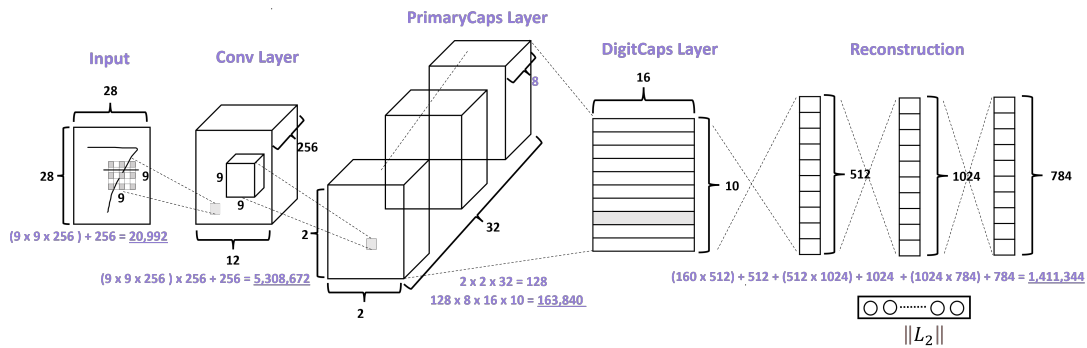 PrimaryCaps Layer
Input
Conv Layer
DigitCaps Layer
Reconstruction
28
28
9
9
(9 x 9 x 256 ) + 256 = 20,992
256
9
9
12
(9 x 9 x 256 ) x 256 + 256 = 5,308,672
8
32
2
2
2 x 2 x 32 = 128
128 x 8 x 16 x 10 = 163,840
16
10
512
1024
784
(160 x 512) + 512 + (512 x 1024) + 1024 + (1024 x 784) + 784 = 1,411,344
||L2||